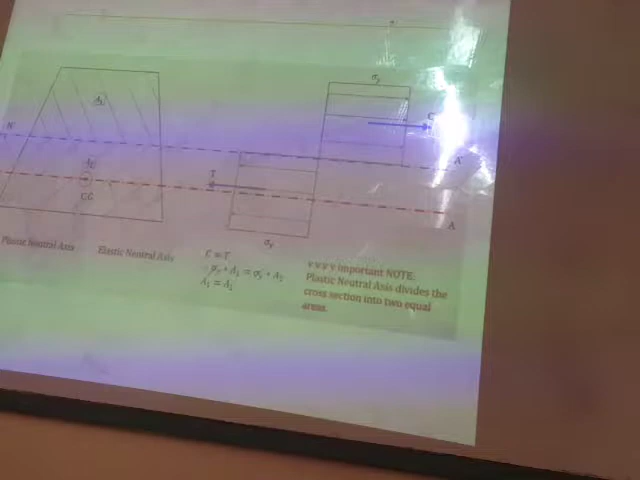 σy
A₁
C
N
A'
A₂
T
C.G
A
σy
Plastic Neutral Axis
Elastic Neutral Axis
C = T
σy * A₁ = σy * A₂
A₁ = A₂
v v v v important NOTE:
Plastic Neutral Axis divides the
cross section into two equal
areas.